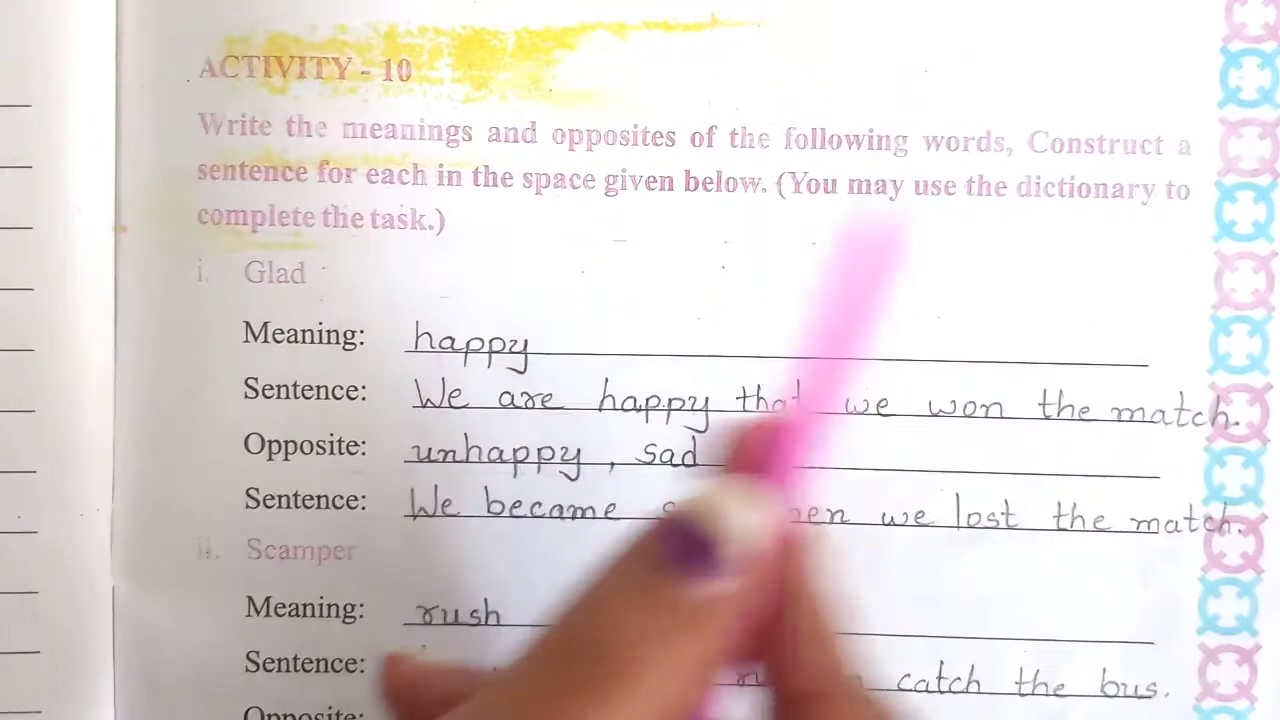 ACTIVITY - 10
Write the meanings and opposites of the following words, Construct a
sentence for each in the space given below. (You may use the dictionary to
complete the task.)
i. Glad
Meaning: happy
Sentence: We are happy that we won the match.
Opposite: unhappy, sad
Sentence: We became when we lost the match.
ii. Scamper
Meaning: rush
Sentence: catch the bus.
Opposite: